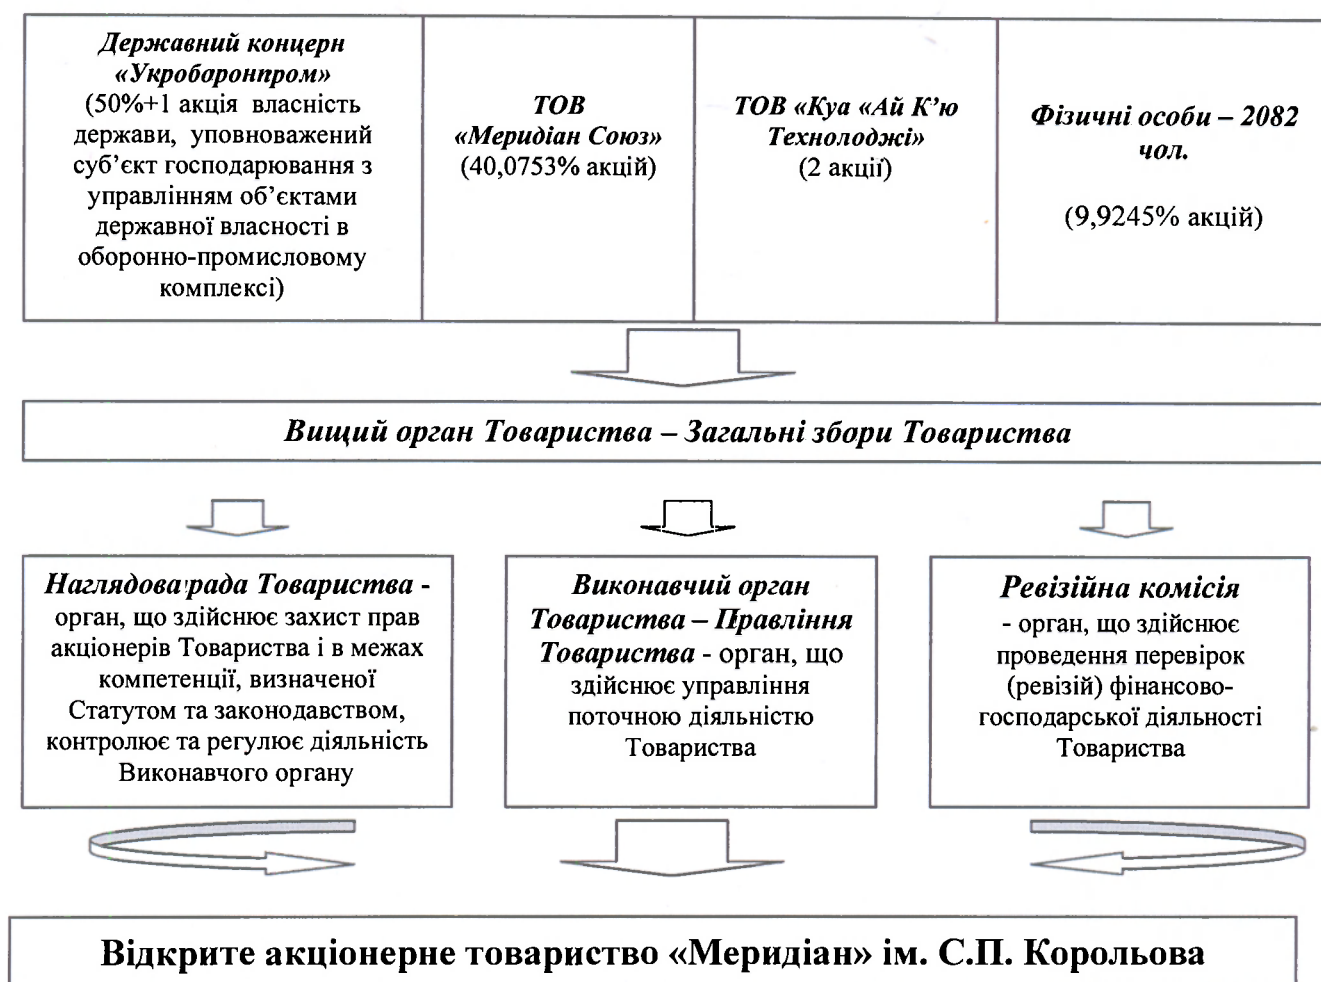 Державний концерн
«Укробаронпром»
(50%+1 акція власність
держави, уповноважений
суб’єкт господарювання з
управлінням об’єктами
державної власності в
оборонно-промисловому
комплексі)
ТОВ
«Меридіан Союз»
(40,0753% акцій)
ТОВ «Куа «Ай К’ю
Технолоджі»
(2 акції)
Фізичні особи – 2082
чол.
(9,9245% акцій)
Вищий орган Товариства – Загальні збори Товариства
Наглядова рада Товариства -
орган, що здійснює захист прав
акціонерів Товариства і в межах
компетенції, визначеної
Статутом та законодавством,
контролює та регулює діяльність
Виконавчого органу
Виконавчий орган
Товариства – Правління
Товариства - орган, що
здійснює управління
поточною діяльністю
Товариства
Ревізійна комісія
- орган, що здійснює
проведення перевірок
(ревізій) фінансово-
господарської діяльності
Товариства
Відкрите акціонерне товариство «Меридіан» ім. С.П. Корольова